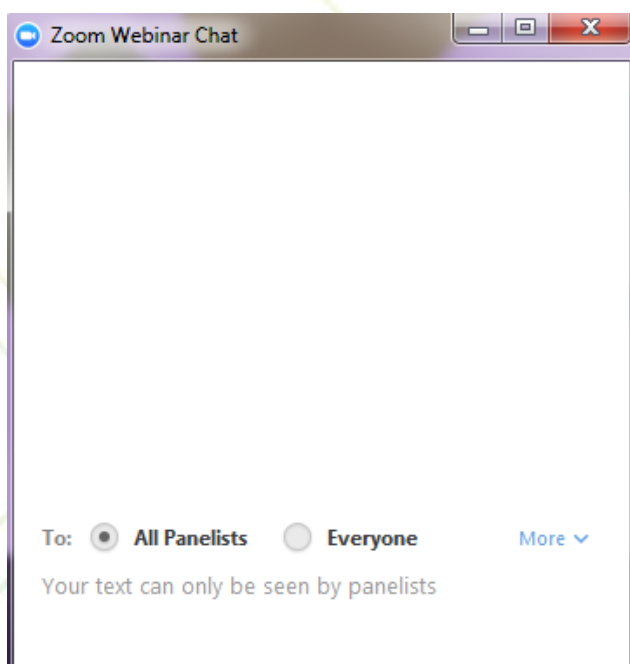 Zoom Webinar Chat
To: All Panelists Everyone More
Your text can only be seen by panelists